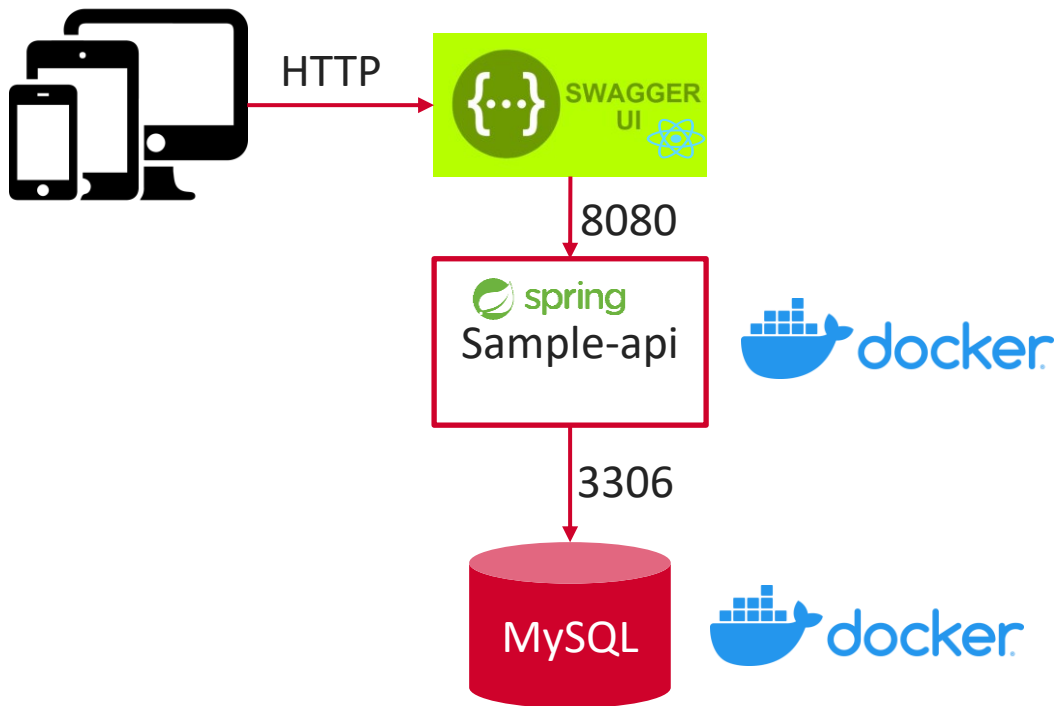 HTTP
{···}
SWAGGER
UI
8080
spring
Sample-api
docker
3306
MySQL
docker